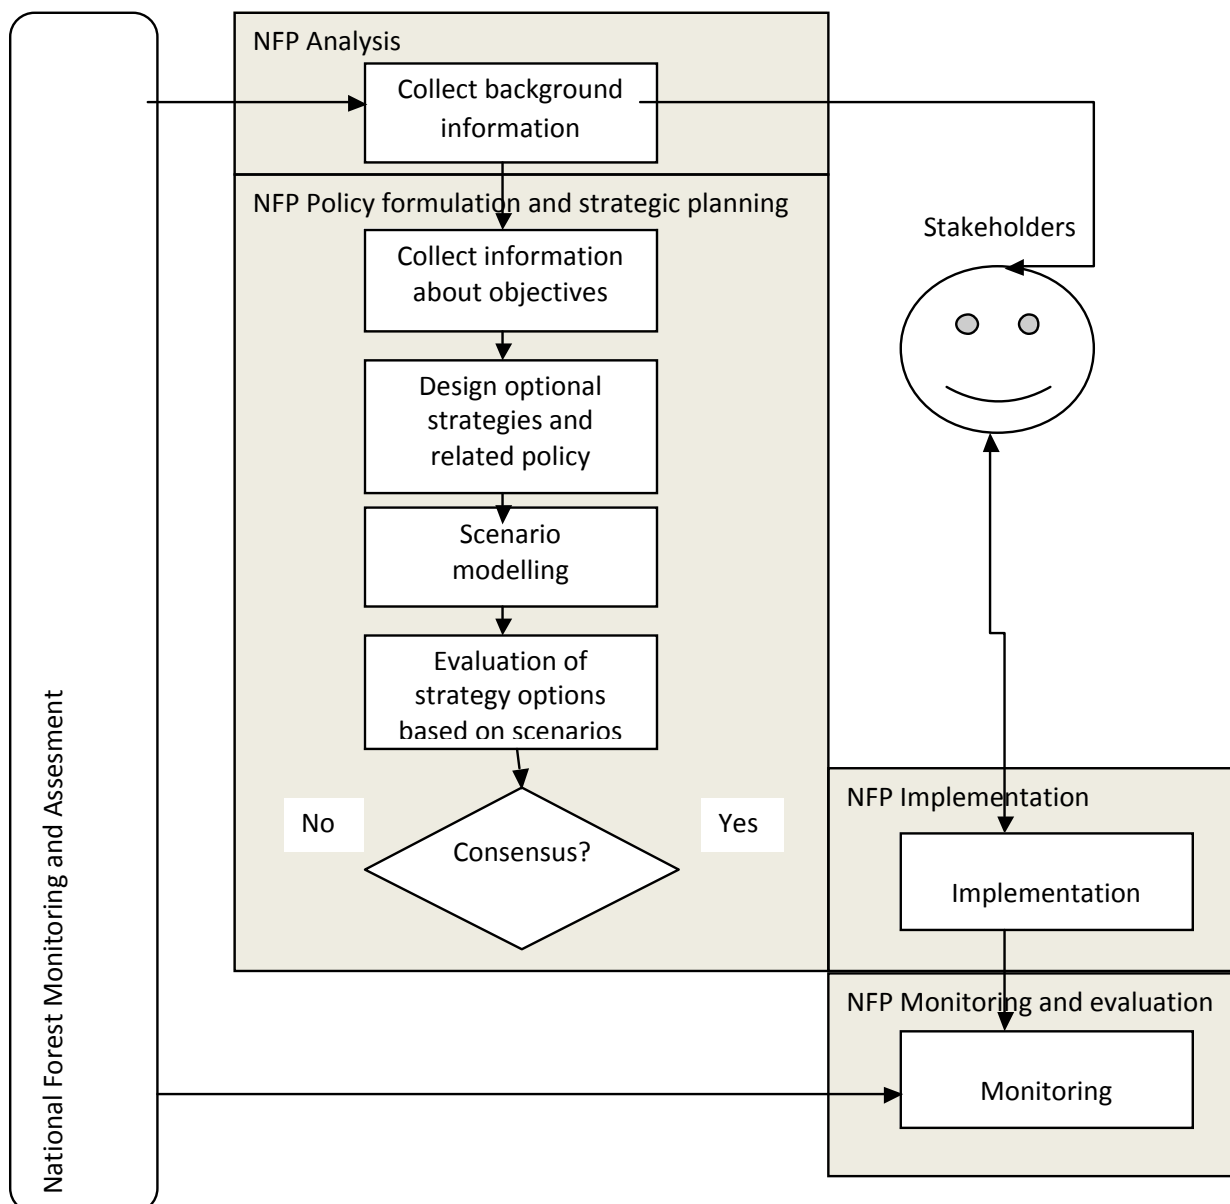 NFP Analysis
Collect background
information
NFP Policy formulation and strategic planning
Collect information
about objectives
Design optional
strategies and
related policy
Scenario
modelling
Evaluation of
strategy options
based on scenarios
No
Yes
Consensus?
Stakeholders
NFP Implementation
Implementation
NFP Monitoring and evaluation
Monitoring
National Forest Monitoring and Assesment